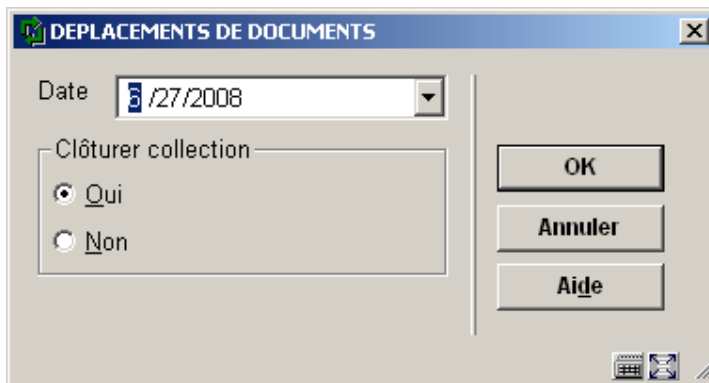 DEPLACEMENTS DE DOCUMENTS
Date 6 /27/2008
Clôturer collection
Oui
Non
OK
Annuler
Aide